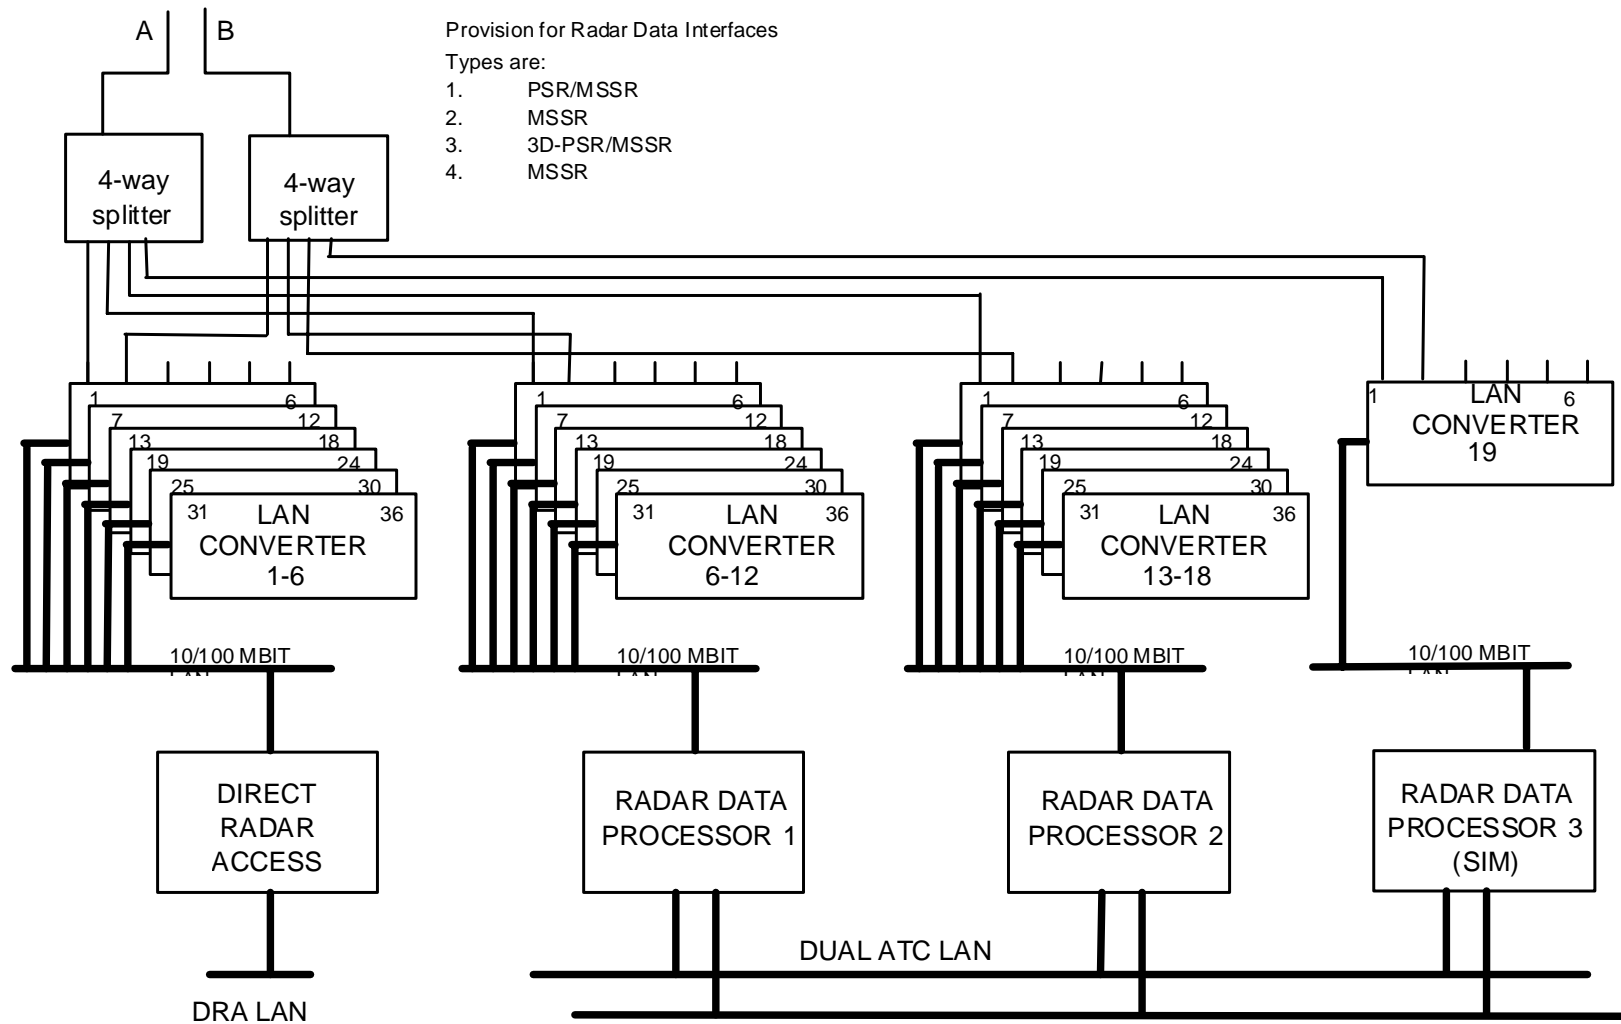 A B
Provision for Radar Data Interfaces
Types are:
1. PSR/MSSR
2. MSSR
3. 3D-PSR/MSSR
4. MSSR
4-way
splitter
4-way
splitter
1 6
7 12
13 18
19 24
25 30
31 LAN 36
CONVERTER
1-6
1 6
7 12
13 18
19 24
25 30
31 LAN 36
CONVERTER
6-12
1 6
7 12
13 18
19 24
25 30
31 LAN 36
CONVERTER
13-18
1 LAN 6
CONVERTER
19
10/100 MBIT
10/100 MBIT
10/100 MBIT
10/100 MBIT
DIRECT
RADAR
ACCESS
RADAR DATA
PROCESSOR 1
RADAR DATA
PROCESSOR 2
RADAR DATA
PROCESSOR 3
(SIM)
DUAL ATC LAN
DRA LAN